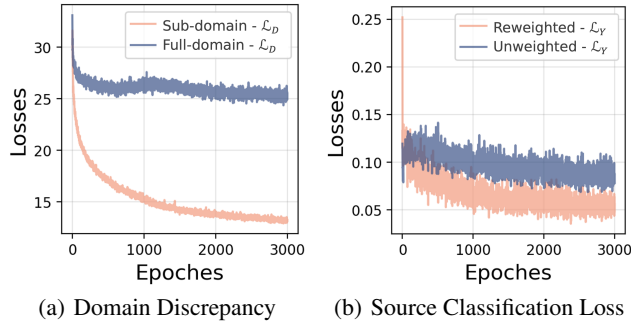 Sub-domain - ℒ_D
Full-domain - ℒ_D
30
25
20
15
Losses
0
1000
2000
3000
Epoches
(a) Domain Discrepancy
Reweighted - ℒ_Y
Unweighted - ℒ_Y
0.25
0.20
0.15
0.10
0.05
Losses
0
1000
2000
3000
Epoches
(b) Source Classification Loss